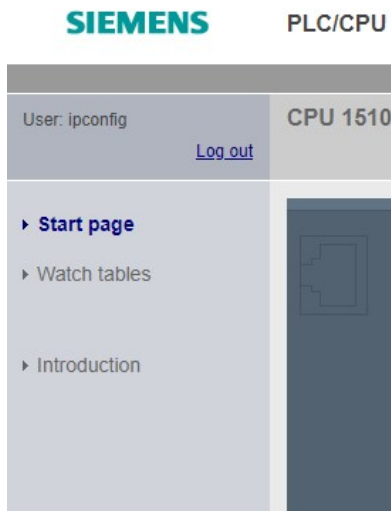 SIEMENS PLC/CPU
User: ipconfig CPU 1510
Log out
Start page
Watch tables
Introduction